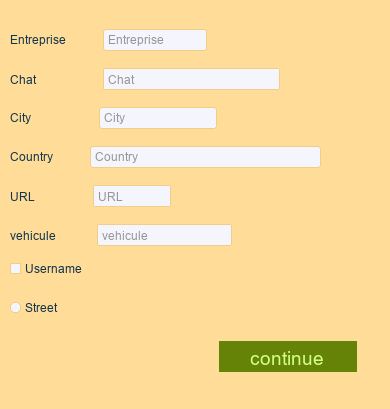 Entreprise Entreprise
Chat Chat
City City
Country Country
URL URL
vehicule vehicule
Username
Street
continue